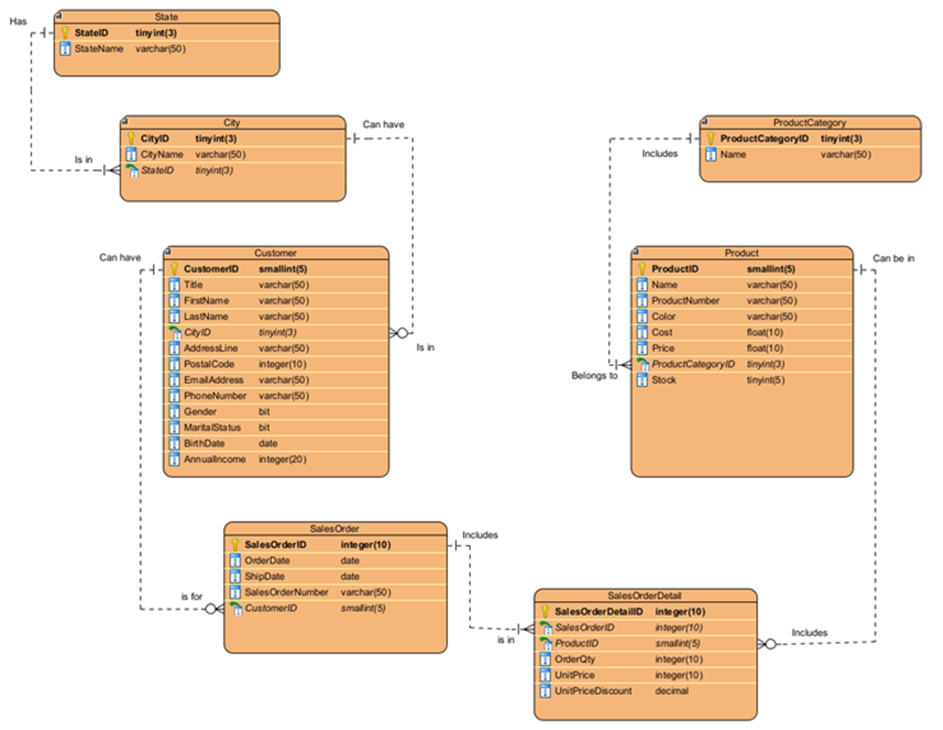 Has
State
StateID tinyint(3)
StateName varchar(50)
City
CityID tinyint(3)
CityName varchar(50)
StateID tinyint(3)
Can have
Is in
ProductCategory
ProductCategoryID tinyint(3)
Name varchar(50)
Includes
Can have
Customer
CustomerID smallint(5)
Title varchar(50)
FirstName varchar(50)
LastName varchar(50)
CityID tinyint(3)
AddressLine varchar(50)
PostalCode integer(10)
EmailAddress varchar(50)
PhoneNumber varchar(50)
Gender bit
MaritalStatus bit
BirthDate date
AnnualIncome integer(20)
Is in
Product
ProductID smallint(5)
Name varchar(50)
ProductNumber varchar(50)
Color varchar(50)
Cost float(10)
Price float(10)
ProductCategoryID tinyint(3)
Stock tinyint(5)
Can be in
Belongs to
SalesOrder
SalesOrderID integer(10)
OrderDate date
ShipDate date
SalesOrderNumber varchar(50)
CustomerID smallint(5)
is for
Includes
is in
SalesOrderDetail
SalesOrderDetailID integer(10)
SalesOrderID integer(10)
ProductID smallint(5)
OrderQty integer(10)
UnitPrice integer(10)
UnitPriceDiscount decimal
Includes